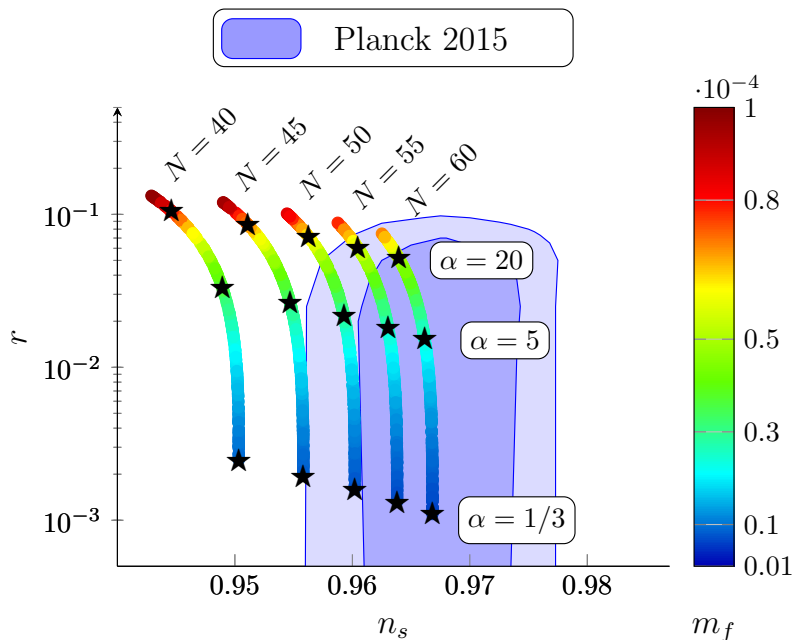 Planck 2015
·10⁻⁴
N = 40
N = 45
N = 50
N = 55
N = 60
10⁻¹
10⁻²
10⁻³
r
α = 20
α = 5
α = 1/3
0.95
0.96
0.97
0.98
nₛ
1
0.8
0.5
0.3
0.1
0.01
m_f